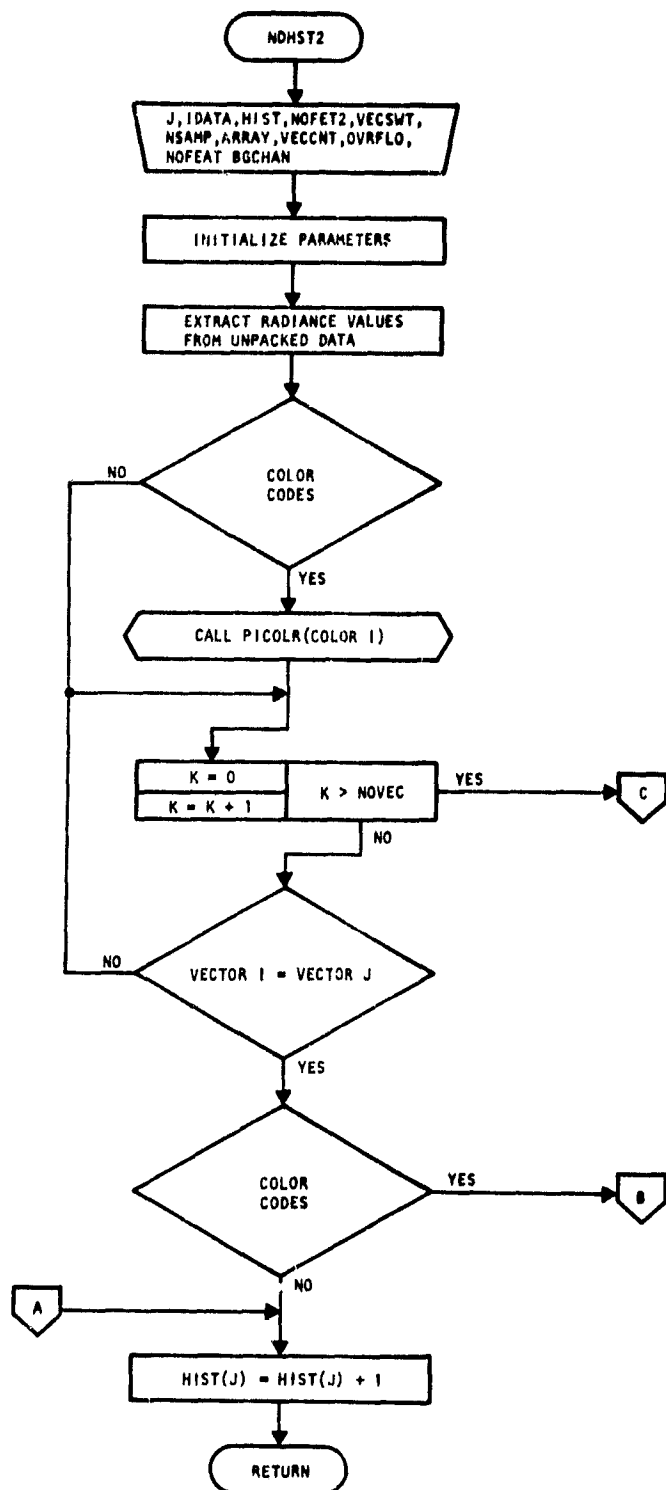 NDHST2
J,IDATA,HIST,NOFET2,VECSWT,
NSAMP,ARRAY,VECCNT,OVRFLO,
NOFEAT BGCHAN
INITIALIZE PARAMETERS
EXTRACT RADIANCE VALUES
FROM UNPACKED DATA
NO
COLOR
CODES
YES
CALL PICOLR(COLOR I)
K = 0
K = K + 1
K > NOVEC
YES
C
NO
NO
VECTOR I = VECTOR J
YES
COLOR
CODES
YES
B
NO
A
HIST(J) = HIST(J) + 1
RETURN